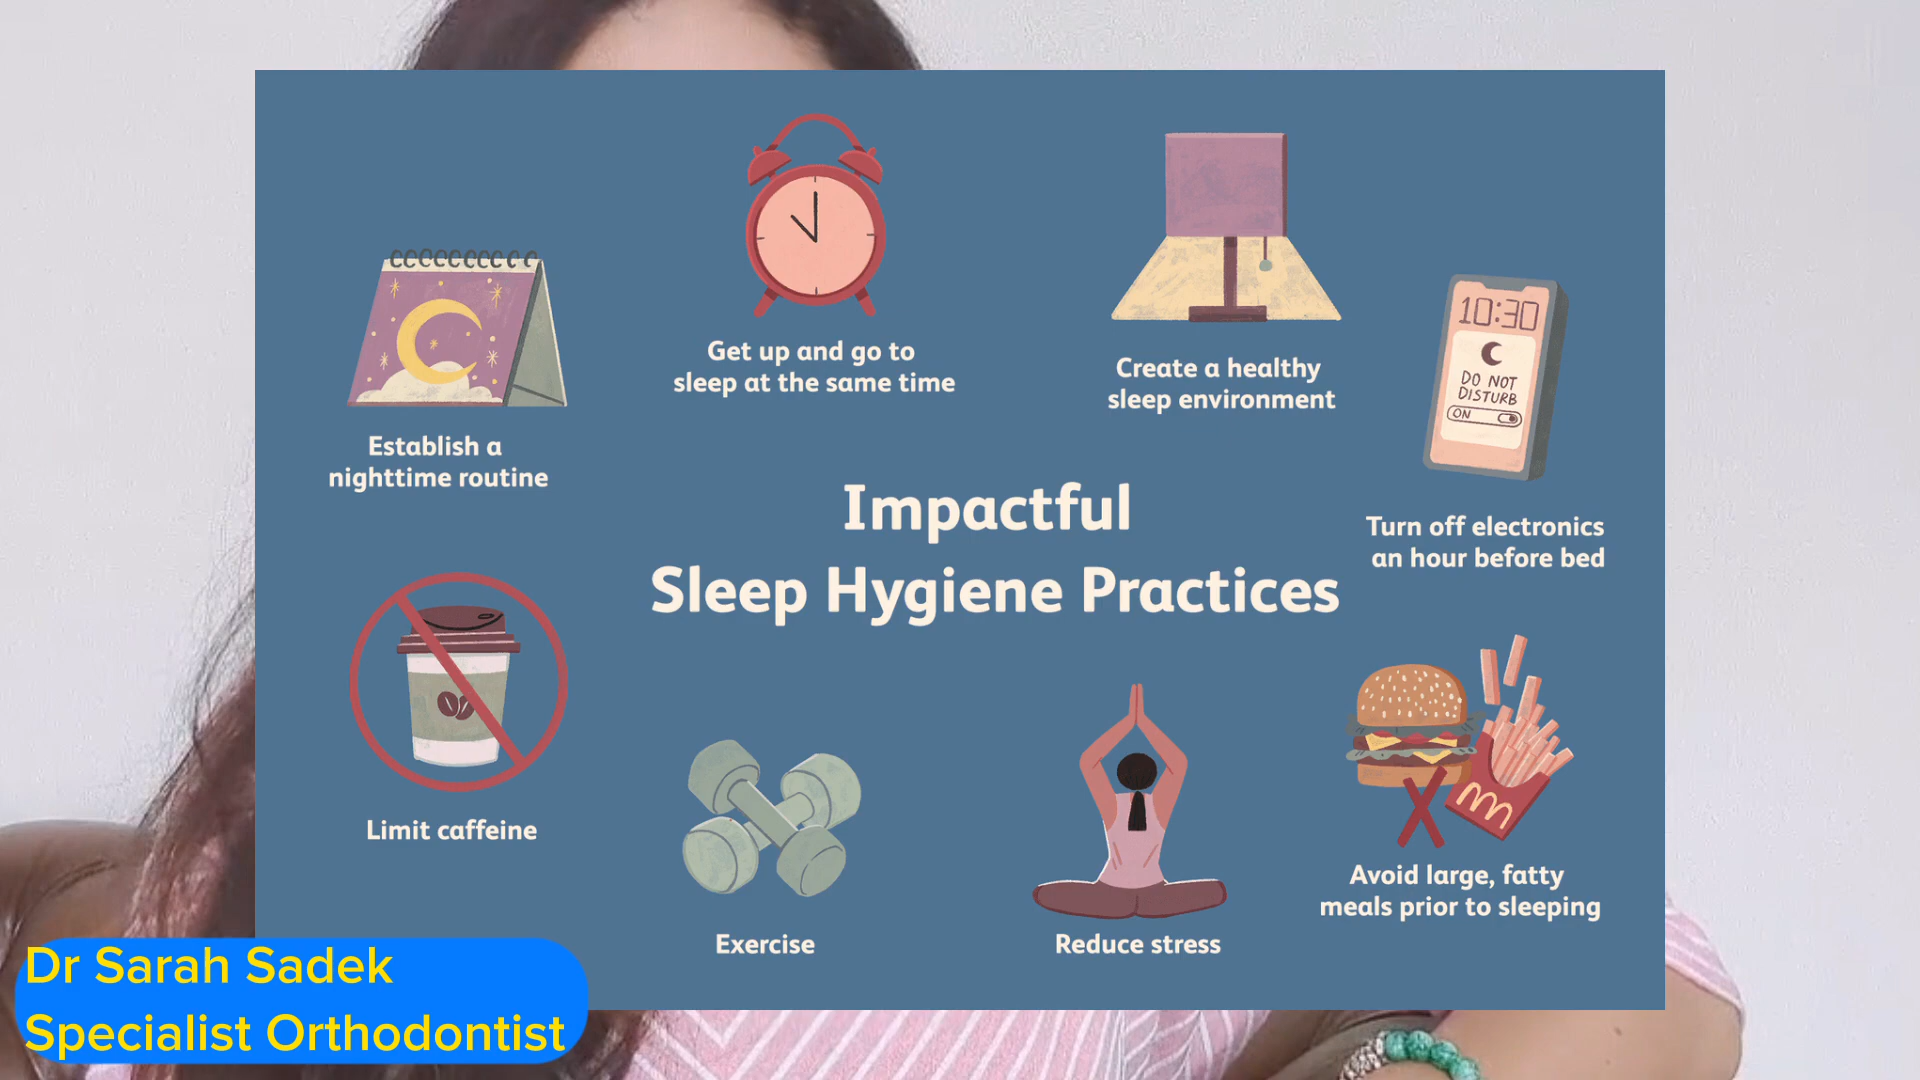 Get up and go to
sleep at the same time
Create a healthy
sleep environment
10:30
DO NOT
DISTURB
ON
Establish a
nighttime routine
Turn off electronics
an hour before bed
Impactful
Sleep Hygiene Practices
Limit caffeine
Exercise
Reduce stress
Avoid large, fatty
meals prior to sleeping
Dr Sarah Sadek
Specialist Orthodontist